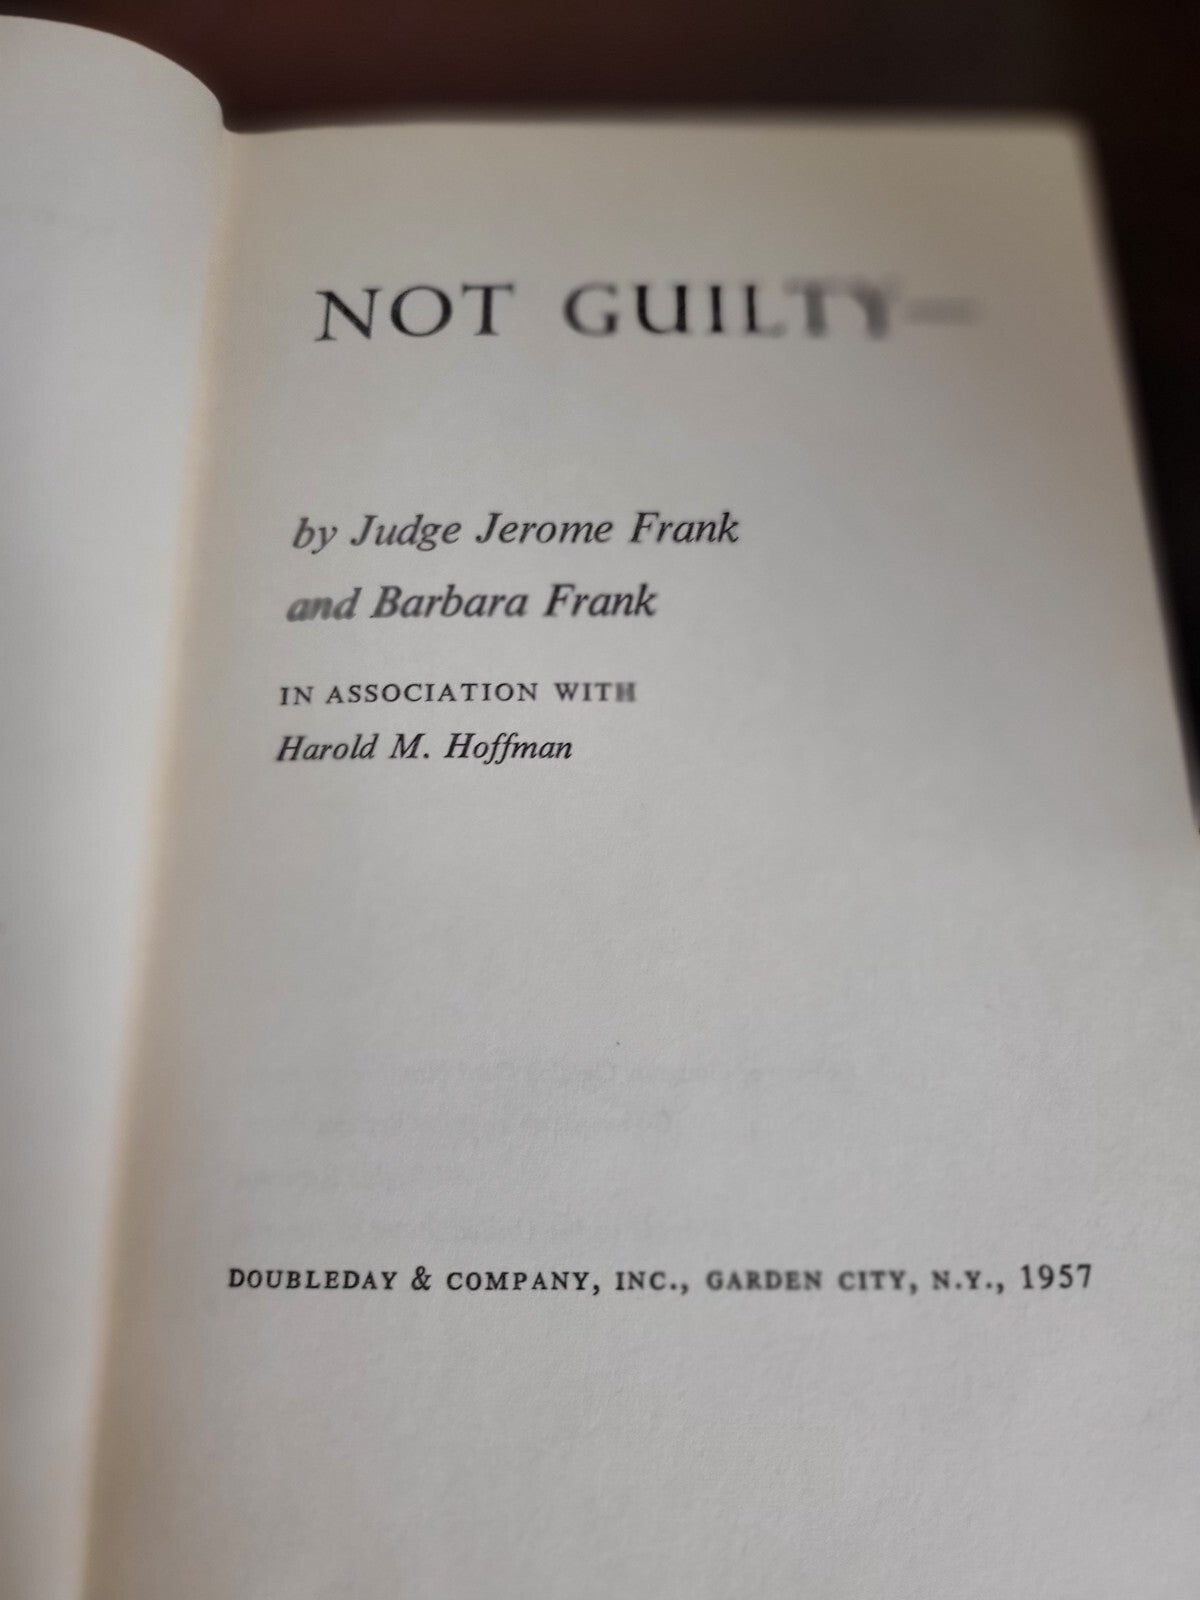 NOT GUILTY—
by Judge Jerome Frank
and Barbara Frank
IN ASSOCIATION WITH
Harold M. Hoffman
DOUBLEDAY & COMPANY, INC., GARDEN CITY, N.Y., 1957